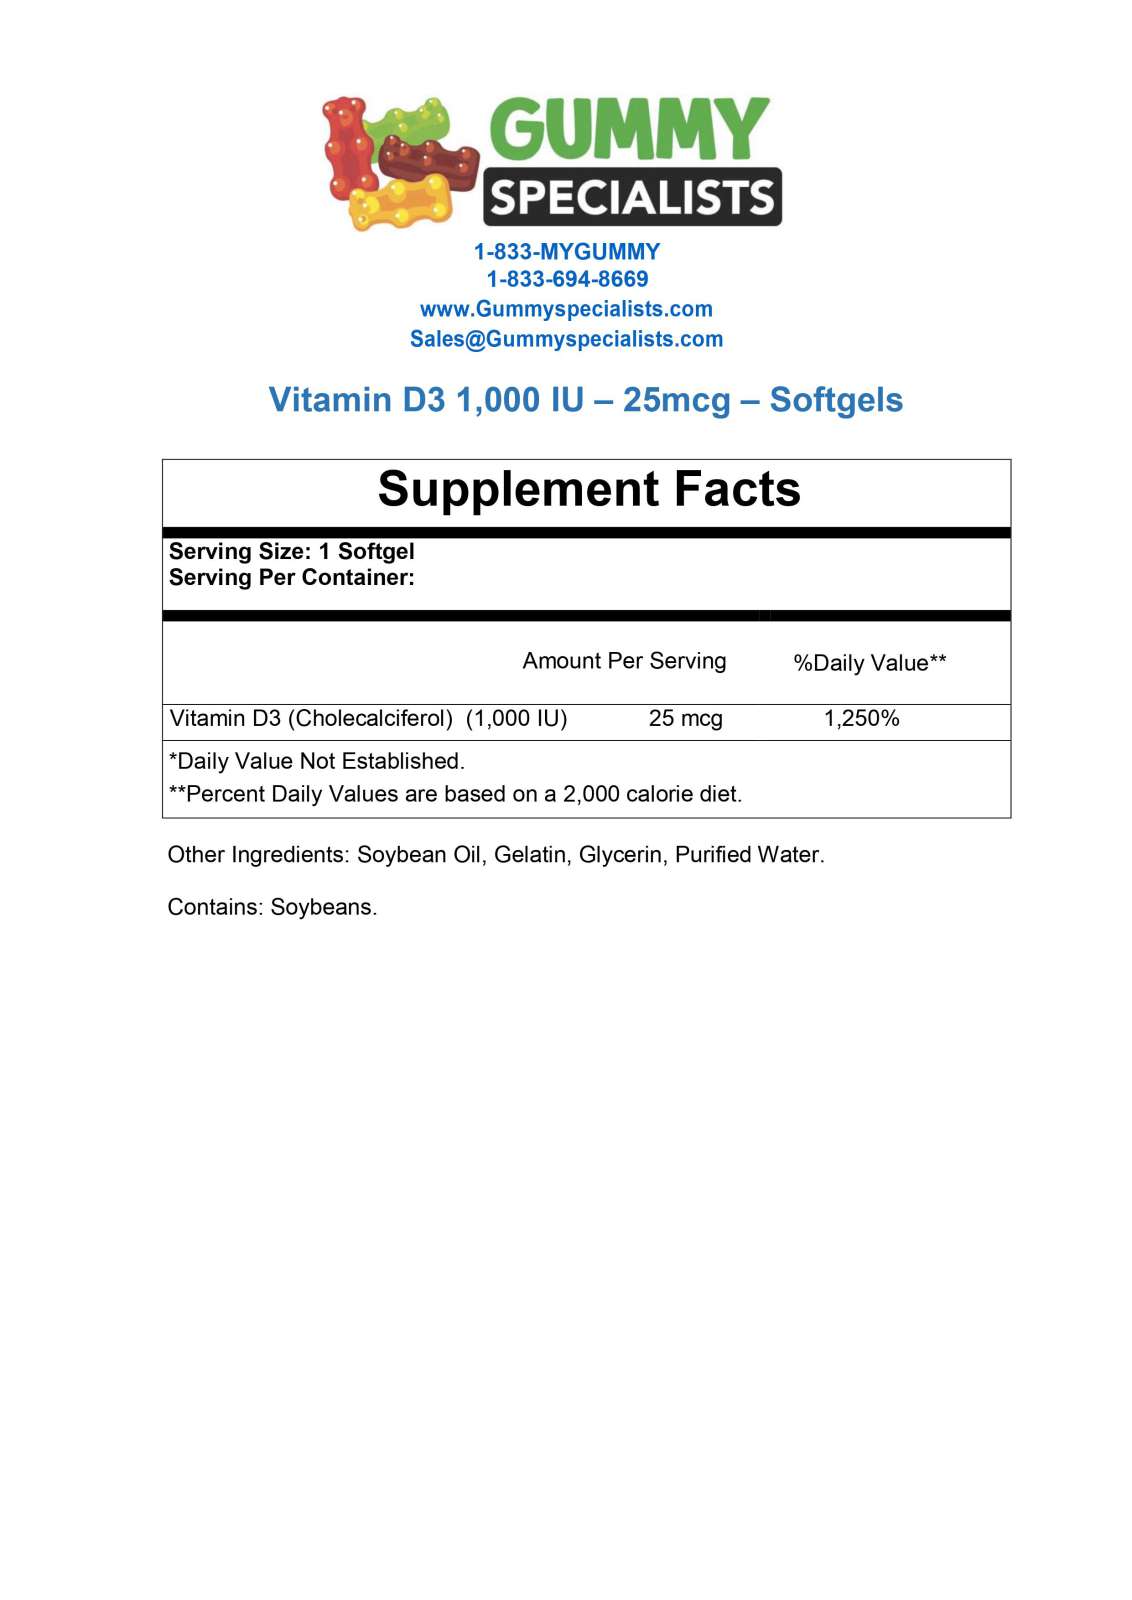 GUMMY
SPECIALISTS
1-833-MYGUMMY
1-833-694-8669
www.Gummyspecialists.com
Sales@Gummyspecialists.com
Vitamin D3 1,000 IU – 25mcg – Softgels
Supplement Facts
Serving Size: 1 Softgel
Serving Per Container:
Amount Per Serving %Daily Value**
Vitamin D3 (Cholecalciferol) (1,000 IU) 25 mcg 1,250%
*Daily Value Not Established.
**Percent Daily Values are based on a 2,000 calorie diet.
Other Ingredients: Soybean Oil, Gelatin, Glycerin, Purified Water.
Contains: Soybeans.